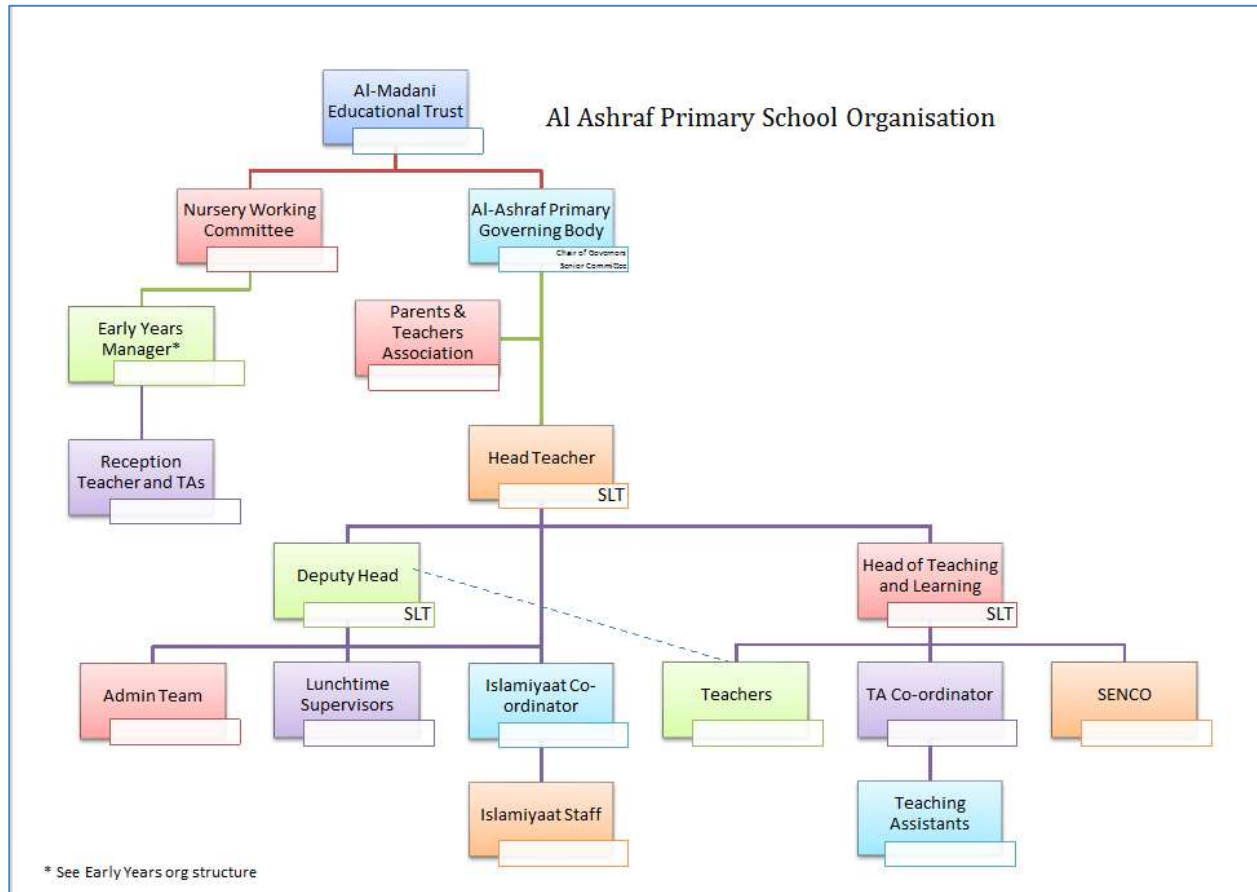 Al-Madani
Educational Trust
Al Ashraf Primary School Organisation
Nursery Working
Committee
Al-Ashraf Primary
Governing Body
Chair of Governors
Senior Committee
Early Years
Manager*
Parents &
Teachers
Association
Reception
Teacher and TAs
Head Teacher
SLT
Deputy Head
SLT
Head of Teaching
and Learning
SLT
Admin Team
Lunchtime
Supervisors
Islamiyaat Co-
ordinator
Teachers
TA Co-ordinator
SENCO
Islamiyaat Staff
Teaching
Assistants
* See Early Years org structure